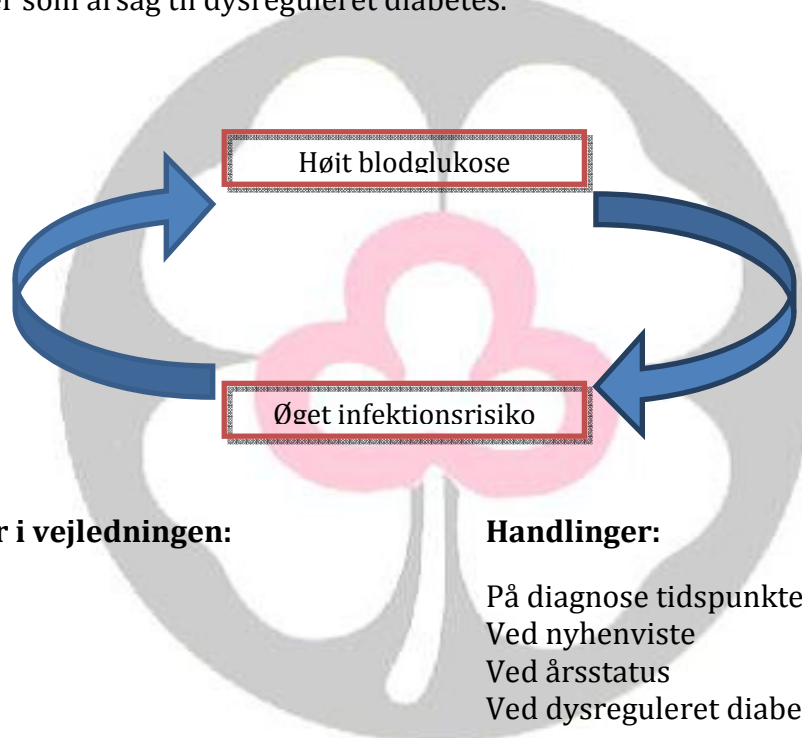 er som årsag til dysreguleret diabetes.
Højt blodglukose
Øget infektionsrisiko
r i vejledningen:
Handlinger:
På diagnose tidspunkte
Ved nyhenviste
Ved årsstatus
Ved dysreguleret diabe